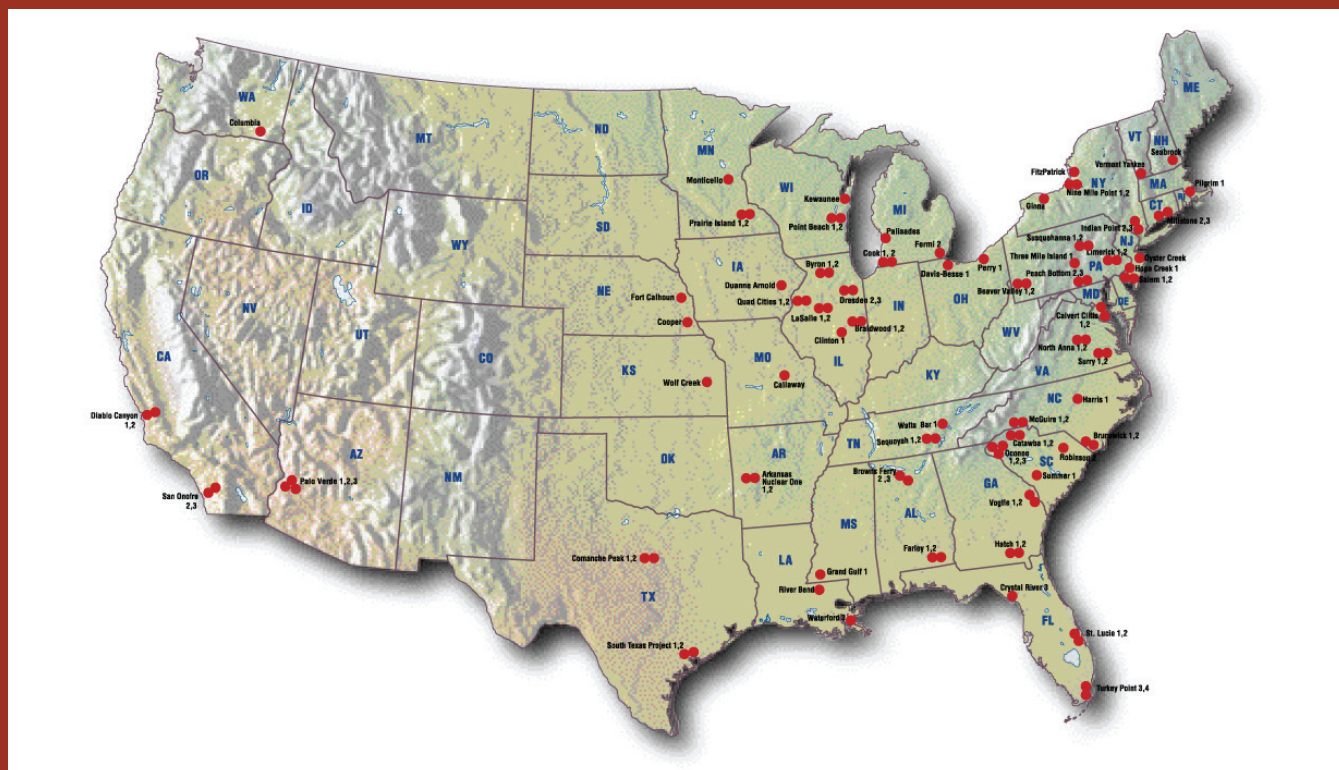 WA
Columbia
MT
ND
MN
ME
VT
NH
Seabrook
OR
ID
Monticello
WI
Vermont Yankee
FitzPatrick
NY
MA
Nine Mile Point 1,2
Pilgrim 1
Ginna
CT
RI
Millstone 2,3
SD
WY
Prairie Island 1,2
Kewaunee
Point Beach 1,2
MI
Palisades
Fermi 2
Cook 1, 2
Davis-Besse 1
Perry 1
Indian Point 2,3
Susquehanna 1,2
NJ
Limerick 1,2
Three Mile Island 1
PA
Oyster Creek
Hope Creek 1
Salem 1,2
Peach Bottom 2,3
Beaver Valley 1,2
MD
DE
Calvert Cliffs
1,2
NE
IA
Duanne Arnold
Byron 1,2
Quad Cities 1,2
Dresden 2,3
LaSalle 1,2
Braidwood 1,2
Clinton 1
IL
IN
OH
WV
North Anna 1,2
Surry 1,2
VA
NV
UT
CO
CA
Fort Calhoun
Cooper
KS
Wolf Creek
MO
Callaway
KY
NC
Harris 1
Diablo Canyon
1,2
Watts Bar 1
McGuire 1,2
TN
Sequoyah 1,2
Catawba 1,2
Brunswick 1,2
Oconee
1,2,3
Robinson 2
SC
Summer 1
AZ
NM
OK
AR
Arkansas
Nuclear One
1,2
Browns Ferry
2 ,3
GA
Vogtle 1,2
San Onofre
2,3
Palo Verde 1,2,3
MS
AL
Farley 1,2
Hatch 1,2
Comanche Peak 1,2
LA
Grand Gulf 1
River Bend
Crystal River 3
TX
Waterford 3
FL
St. Lucie 1,2
South Texas Project 1,2
Turkey Point 3,4